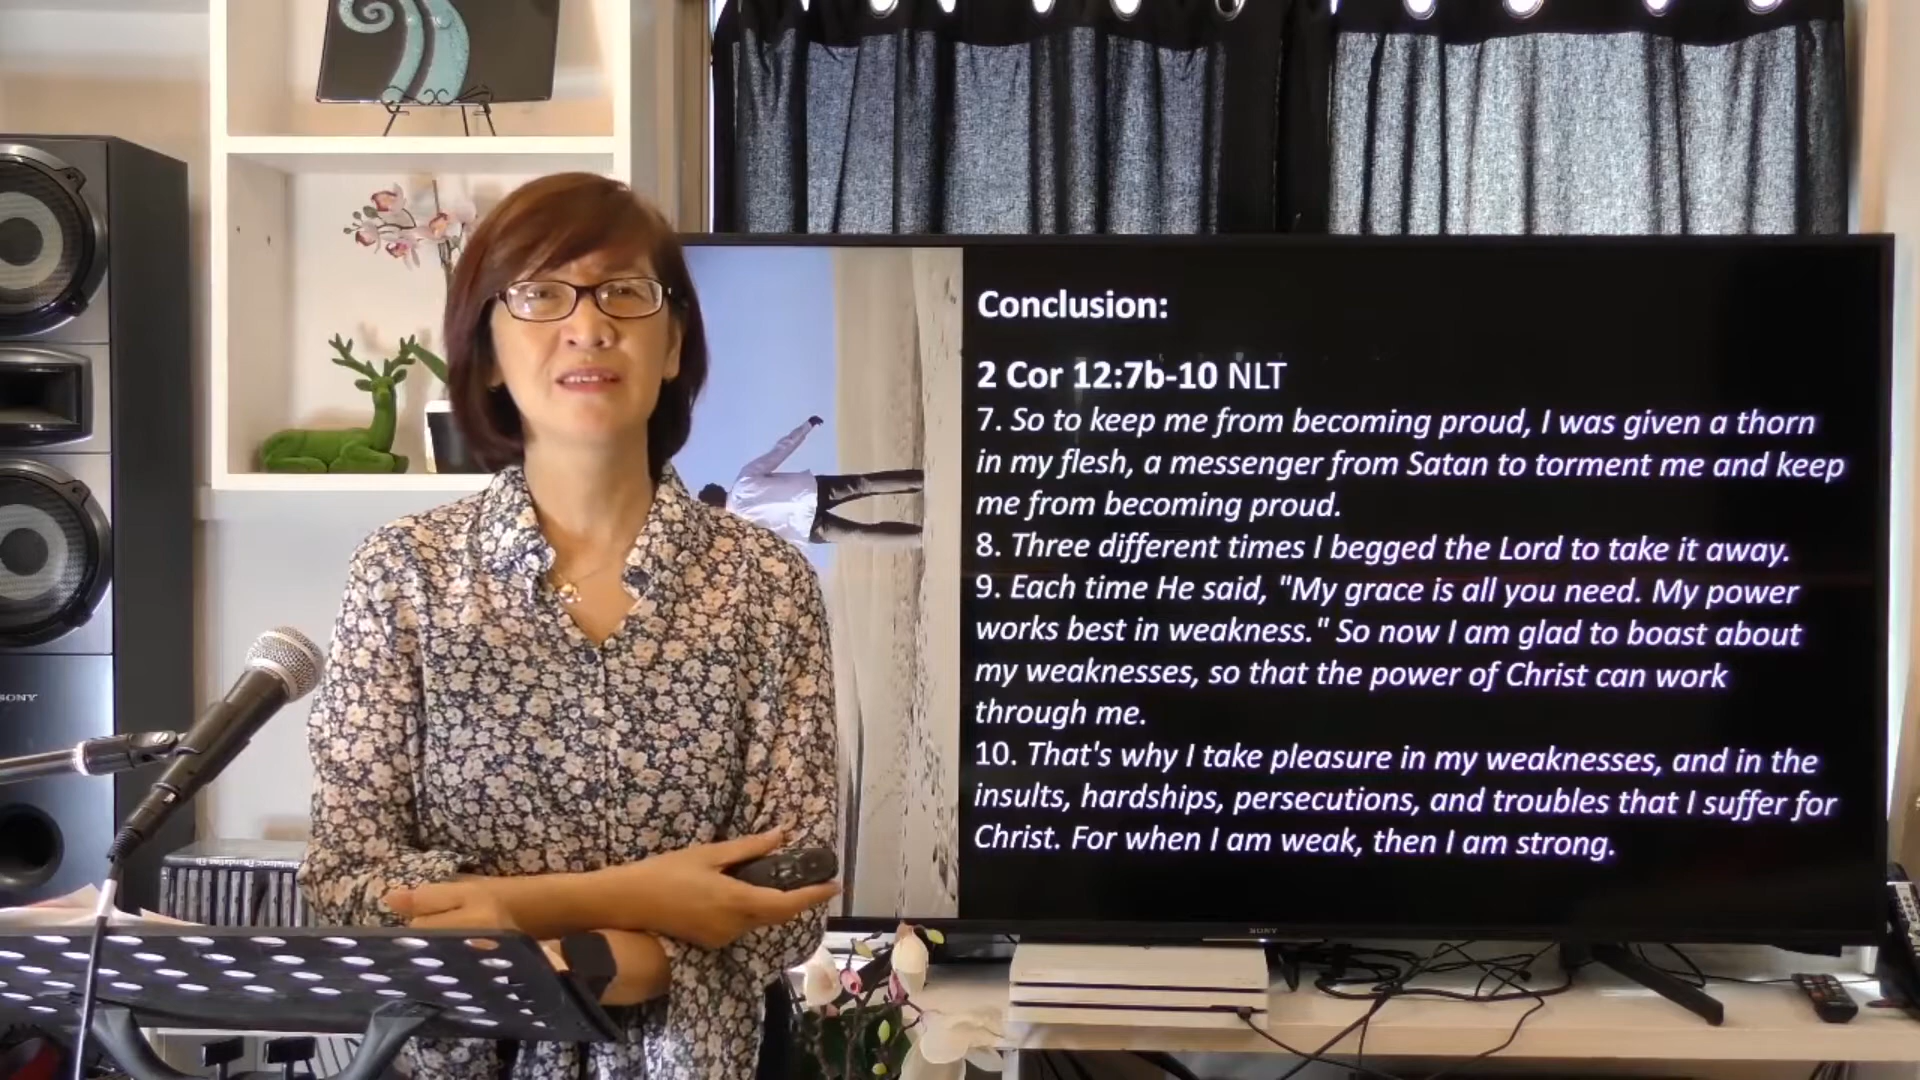 Conclusion:
2 Cor 12:7b-10 NLT
7. So to keep me from becoming proud, I was given a thorn
in my flesh, a messenger from Satan to torment me and keep
me from becoming proud.
8. Three different times I begged the Lord to take it away.
9. Each time He said, "My grace is all you need. My power
works best in weakness." So now I am glad to boast about
my weaknesses, so that the power of Christ can work
through me.
10. That's why I take pleasure in my weaknesses, and in the
insults, hardships, persecutions, and troubles that I suffer for
Christ. For when I am weak, then I am strong.
SONY
SONY